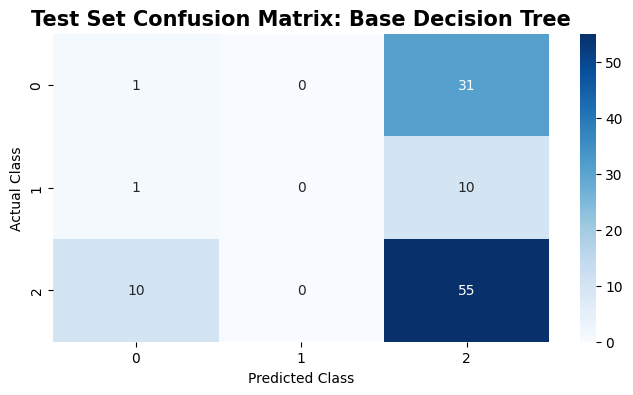 Test Set Confusion Matrix: Base Decision Tree
0 1 0 31
1 1 0 10
2 10 0 55
Actual Class
0 1 2
Predicted Class
50
40
30
20
10
0